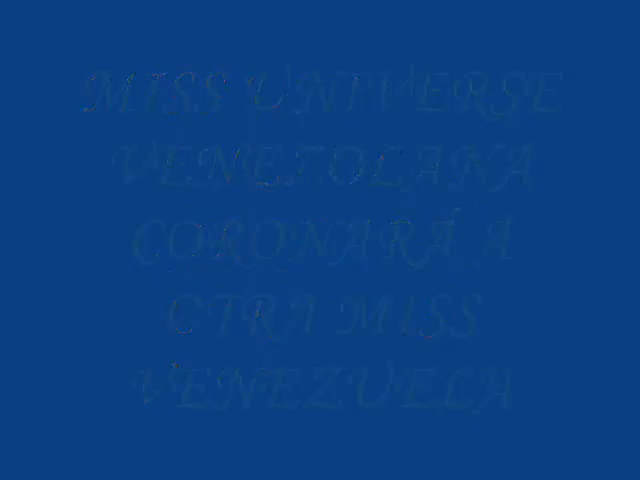 MISS UNIVERSE
VENEZOLANA
CORONARÁ A
OTRA MISS
VENEZUELA